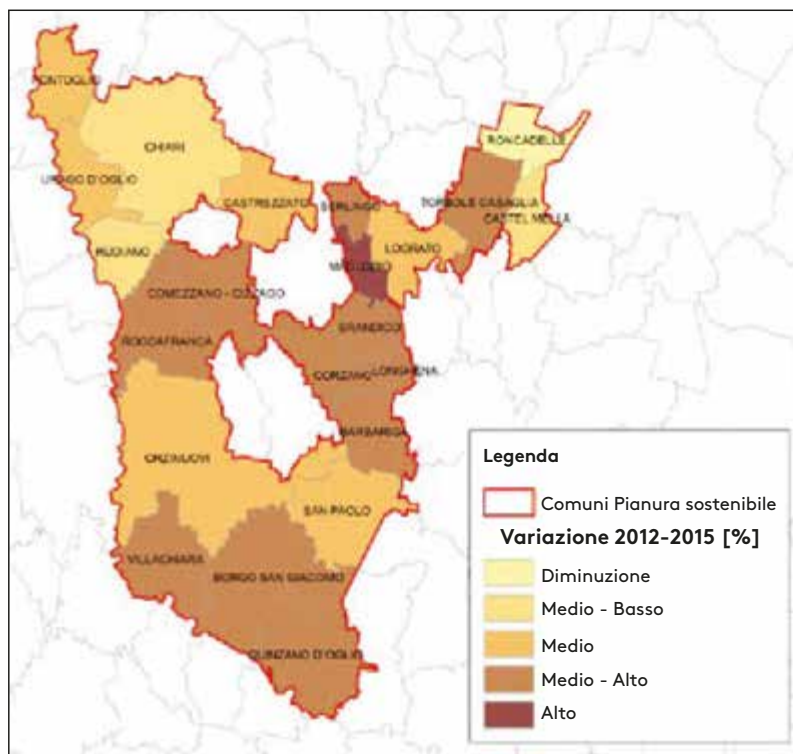 PONTOGLIO
CHIARI
RONCADELLE
URAGO D'OGLIO
CASTREZZATO
BERLINGO
TORBOLE CASAGLIA
CASTEL MELLA
RUDIANO
LOGRATO
MACLODIO
COMEZZANO - CIZZAGO
BRANDICO
ROCCAFRANCA
CORZANO
LONGHENA
BARBARIGA
ORZINUOVI
SAN PAOLO
VILLACHIARA
BORGO SAN GIACOMO
QUINZANO D'OGLIO
Legenda
Comuni Pianura sostenibile
Variazione 2012-2015 [%]
Diminuzione
Medio - Basso
Medio
Medio - Alto
Alto